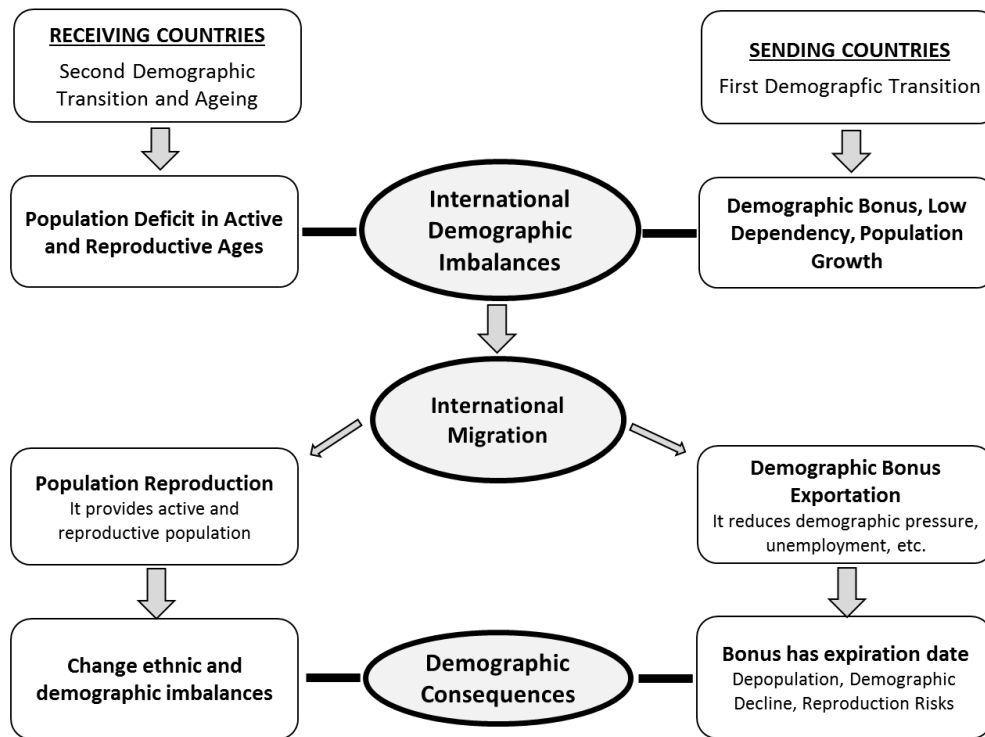 RECEIVING COUNTRIES
Second Demographic
Transition and Ageing
SENDING COUNTRIES
First Demograpfic Transition
Population Deficit in Active
and Reproductive Ages
International
Demographic
Imbalances
Demographic Bonus, Low
Dependency, Population
Growth
International
Migration
Population Reproduction
It provides active and
reproductive population
Demographic Bonus
Exportation
It reduces demographic pressure,
unemployment, etc.
Change ethnic and
demographic imbalances
Demographic
Consequences
Bonus has expiration date
Depopulation, Demographic
Decline, Reproduction Risks